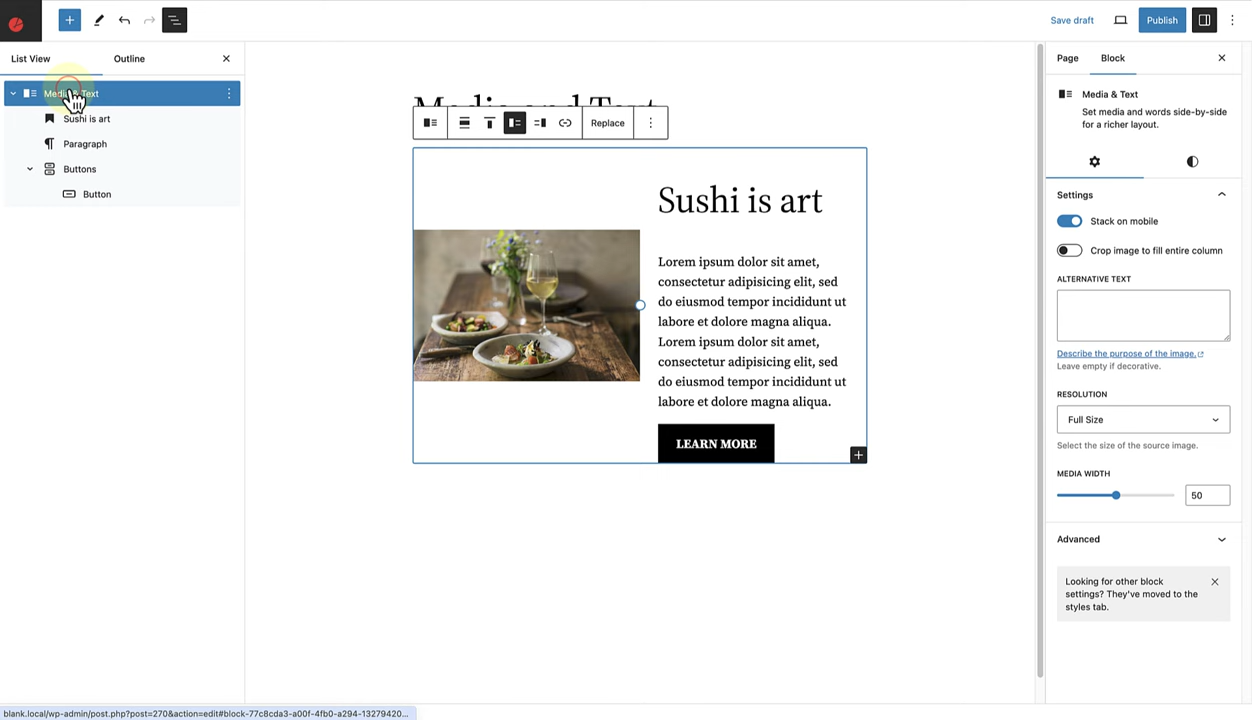 Save draft
Publish
List View
Outline
Page
Block
Media & Text
Sushi is art
Paragraph
Buttons
Button
Media and Text
Replace
Sushi is art
Lorem ipsum dolor sit amet,
consectetur adipisicing elit, sed
do eiusmod tempor incididunt ut
labore et dolore magna aliqua.
Lorem ipsum dolor sit amet,
consectetur adipisicing elit, sed
do eiusmod tempor incididunt ut
labore et dolore magna aliqua.
LEARN MORE
Media & Text
Set media and words side-by-side
for a richer layout.
Settings
Stack on mobile
Crop image to fill entire column
ALTERNATIVE TEXT
Describe the purpose of the image.
Leave empty if decorative.
RESOLUTION
Full Size
Select the size of the source image.
MEDIA WIDTH
50
Advanced
Looking for other block
settings? They've moved to the
styles tab.
blank.local/wp-admin/post.php?post=270&action=edit#block-77c8cda3-a00f-4fb0-a294-13279420...